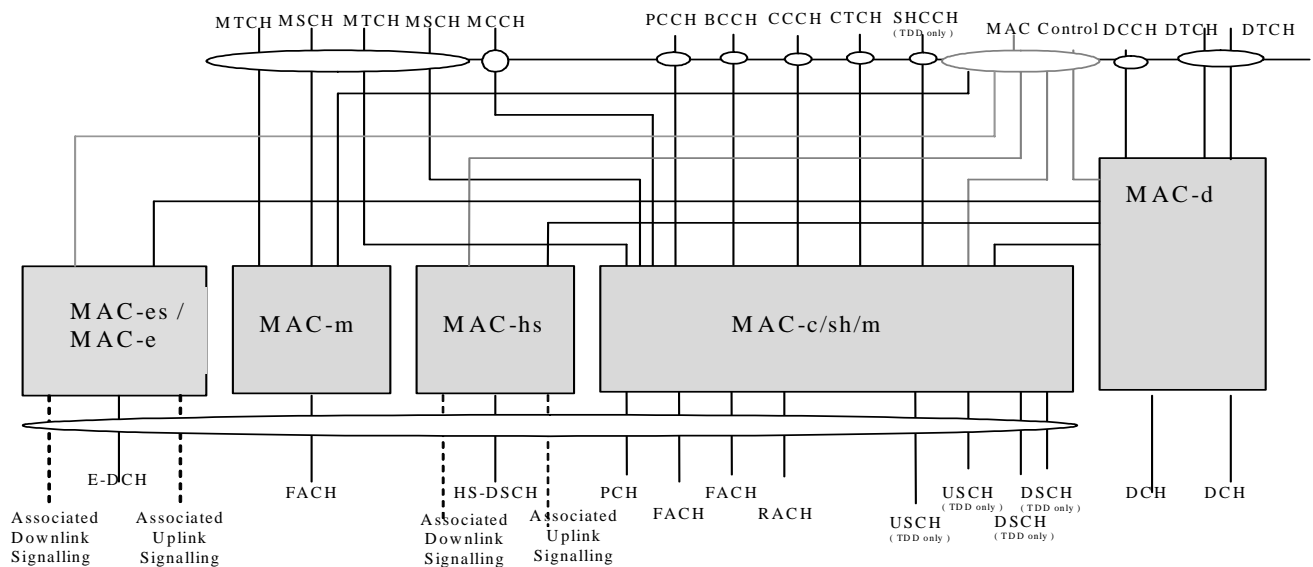 MTCH MSCH MTCH MSCH MCCH PCCH BCCH CCCH CTCH SHCCH MAC Control DCCH DTCH DTCH
( TDD only )
MAC-d
MAC-es /
MAC-e
MAC-m
MAC-hs
MAC-c/sh/m
E-DCH
FACH
HS-DSCH
PCH
FACH
FACH
RACH
USCH
( TDD only )
USCH
( TDD only )
DSCH
( TDD only )
DSCH
( TDD only )
DCH
DCH
Associated
Downlink
Signalling
Associated
Uplink
Signalling
Associated
Downlink
Signalling
Associated
Uplink
Signalling